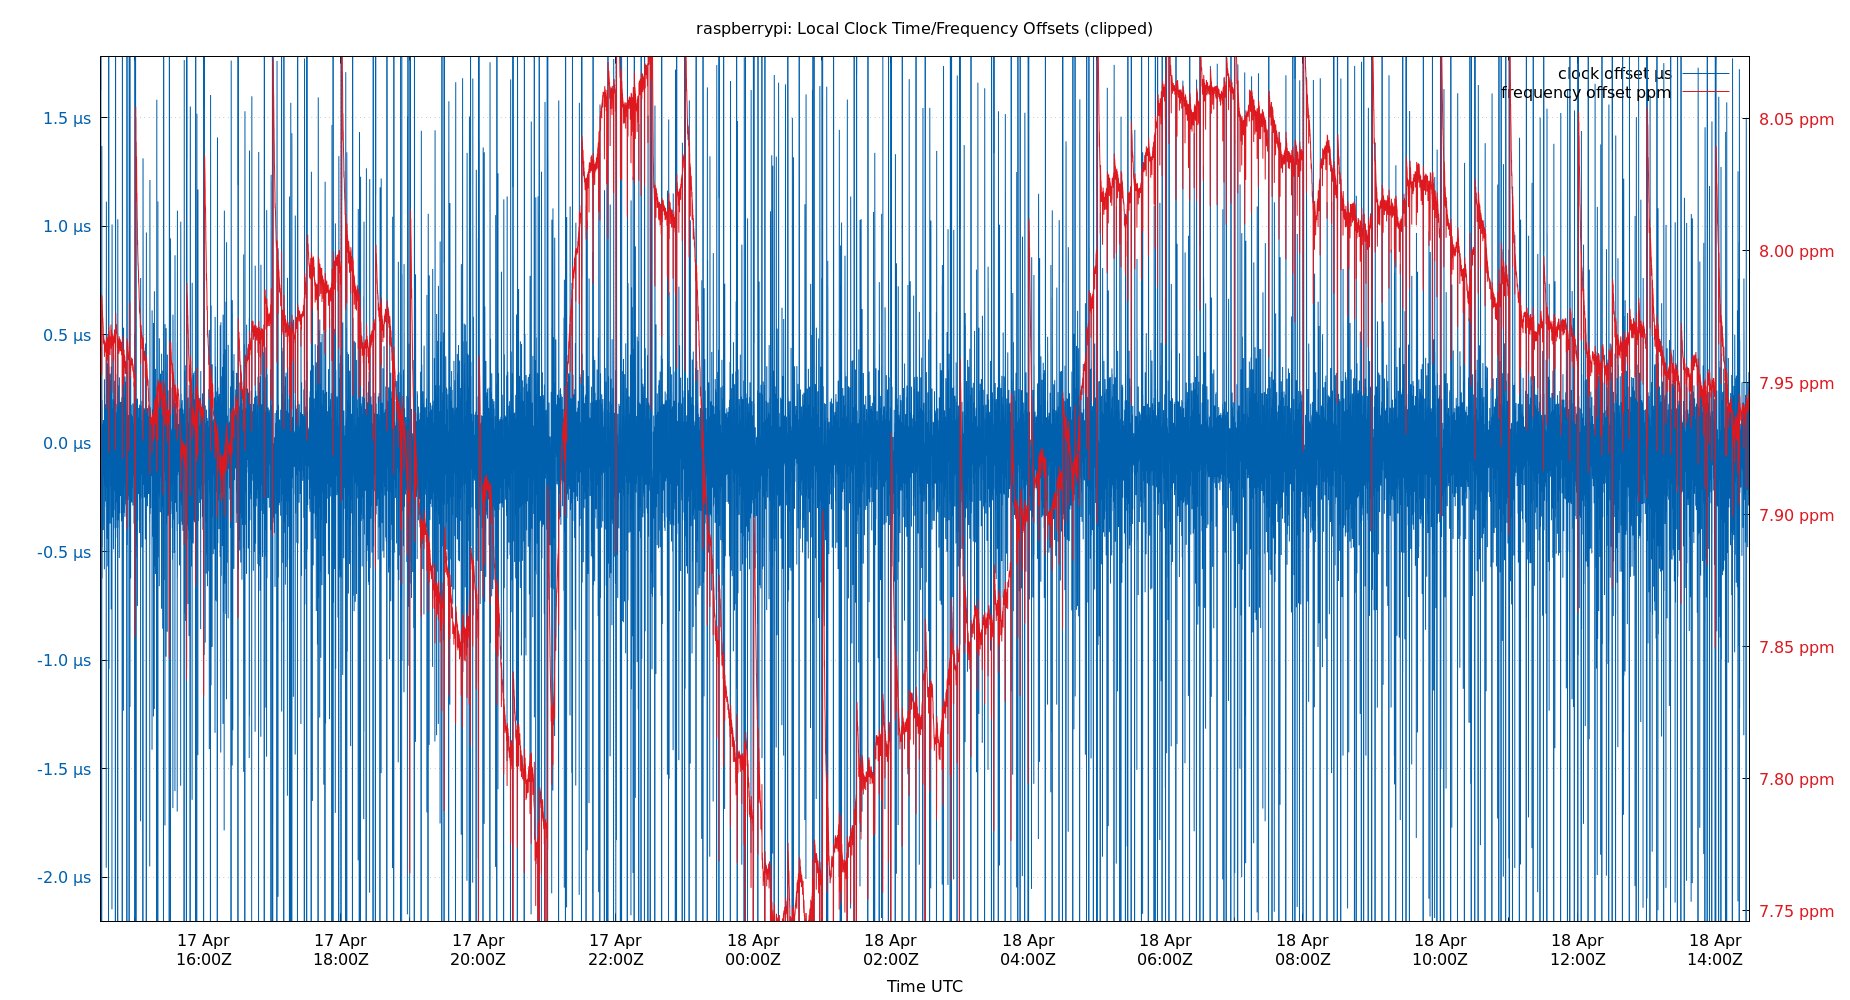 raspberrypi: Local Clock Time/Frequency Offsets (clipped)
clock offset µs
frequency offset ppm
1.5 µs
1.0 µs
0.5 µs
0.0 µs
-0.5 µs
-1.0 µs
-1.5 µs
-2.0 µs
8.05 ppm
8.00 ppm
7.95 ppm
7.90 ppm
7.85 ppm
7.80 ppm
7.75 ppm
17 Apr 17 Apr 17 Apr 17 Apr 18 Apr 18 Apr 18 Apr 18 Apr 18 Apr 18 Apr 18 Apr 18 Apr
16:00Z 18:00Z 20:00Z 22:00Z 00:00Z 02:00Z 04:00Z 06:00Z 08:00Z 10:00Z 12:00Z 14:00Z
Time UTC